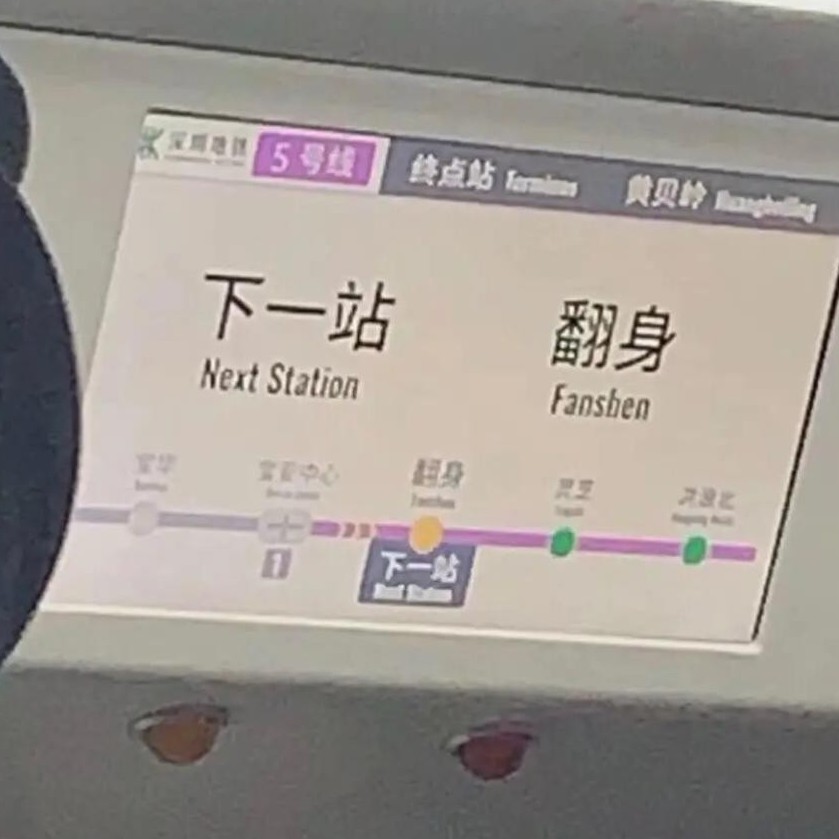 深圳地铁
5号线
终点站 Terminus
黄贝岭 Huangbeiling
下一站
Next Station
翻身
Fanshen
宝华
宝安中心
翻身
Fanshen
灵芝
洪浪北
1
下一站
Next Station